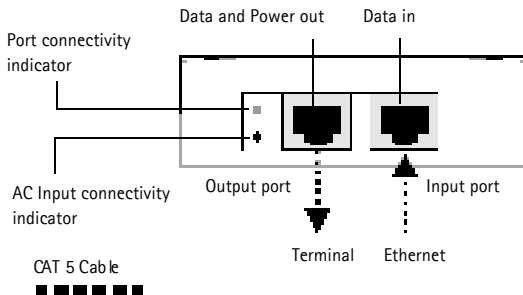 Data and Power out
Data in
Port connectivity
indicator
AC Input connectivity
indicator
Output port
Input port
Terminal
Ethernet
CAT 5 Cable